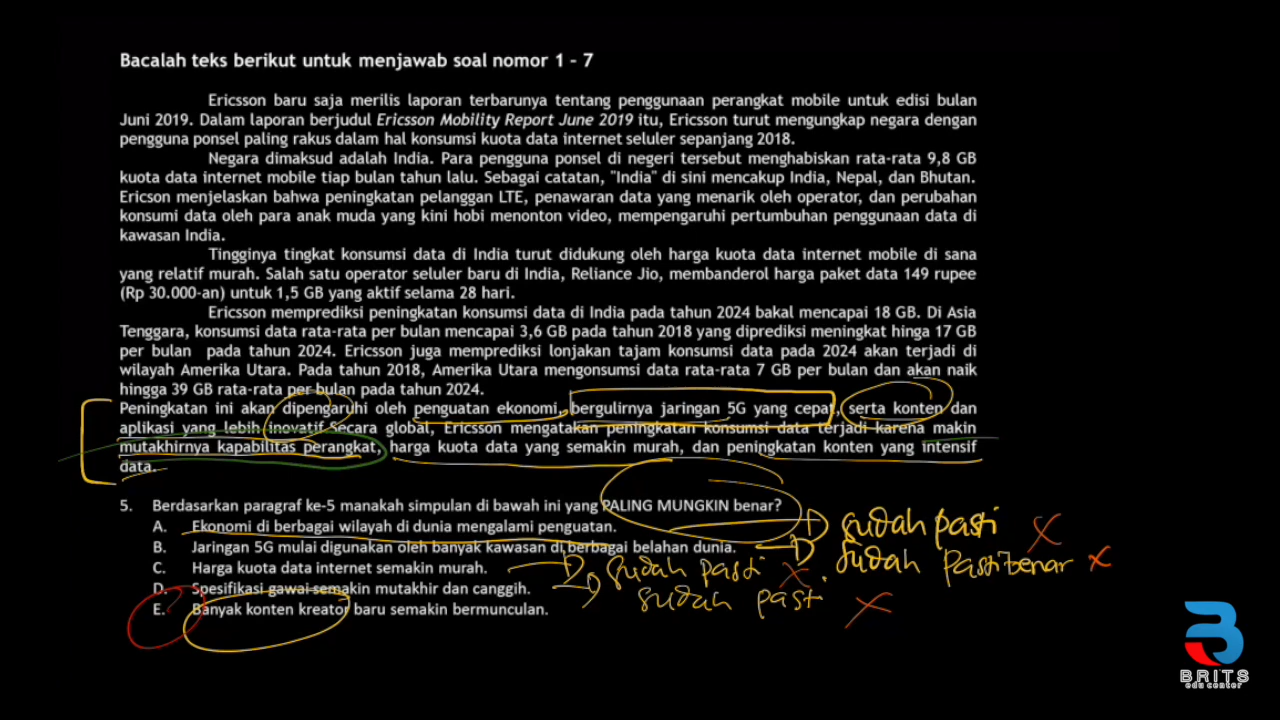 Bacalah teks berikut untuk menjawab soal nomor 1 - 7
Ericsson baru saja merilis laporan terbarunya tentang penggunaan perangkat mobile untuk edisi bulan
Juni 2019. Dalam laporan berjudul Ericsson Mobility Report June 2019 itu, Ericsson turut mengungkap negara dengan
pengguna ponsel paling rakus dalam hal konsumsi kuota data internet seluler sepanjang 2018.
Negara dimaksud adalah India. Para pengguna ponsel di negeri tersebut menghabiskan rata-rata 9,8 GB
kuota data internet mobile tiap bulan tahun lalu. Sebagai catatan, "India" di sini mencakup India, Nepal, dan Bhutan.
Ericson menjelaskan bahwa peningkatan pelanggan LTE, penawaran data yang menarik oleh operator, dan perubahan
konsumi data oleh para anak muda yang kini hobi menonton video, mempengaruhi pertumbuhan penggunaan data di
kawasan India.
Tingginya tingkat konsumsi data di India turut didukung oleh harga kuota data internet mobile di sana
yang relatif murah. Salah satu operator seluler baru di India, Reliance Jio, membanderol harga paket data 149 rupee
(Rp 30.000-an) untuk 1,5 GB yang aktif selama 28 hari.
Ericsson memprediksi peningkatan konsumsi data di India pada tahun 2024 bakal mencapai 18 GB. Di Asia
Tenggara, konsumsi data rata-rata per bulan mencapai 3,6 GB pada tahun 2018 yang diprediksi meningkat hinga 17 GB
per bulan pada tahun 2024. Ericsson juga memprediksi lonjakan tajam konsumsi data pada 2024 akan terjadi di
wilayah Amerika Utara. Pada tahun 2018, Amerika Utara mengonsumsi data rata-rata 7 GB per bulan dan akan naik
hingga 39 GB rata-rata per bulan pada tahun 2024.
Peningkatan ini akan dipengaruhi oleh penguatan ekonomi, bergulirnya jaringan 5G yang cepat, serta konten dan
aplikasi yang lebih inovatif Secara global, Ericsson mengatakan peningkatan konsumsi data terjadi karena makin
mutakhirnya kapabilitas perangkat, harga kuota data yang semakin murah, dan peningkatan konten yang intensif
data.
5. Berdasarkan paragraf ke-5 manakah simpulan di bawah ini yang PALING MUNGKIN benar?
A. Ekonomi di berbagai wilayah di dunia mengalami penguatan. sudah pasti X
B. Jaringan 5G mulai digunakan oleh banyak kawasan di berbagai belahan dunia. sudah pasti benar X
C. Harga kuota data internet semakin murah. sudah pasti X
D. Spesifikasi gawai semakin mutakhir dan canggih. sudah pasti X
E. Banyak konten kreator baru semakin bermunculan.
BRITS
edu center